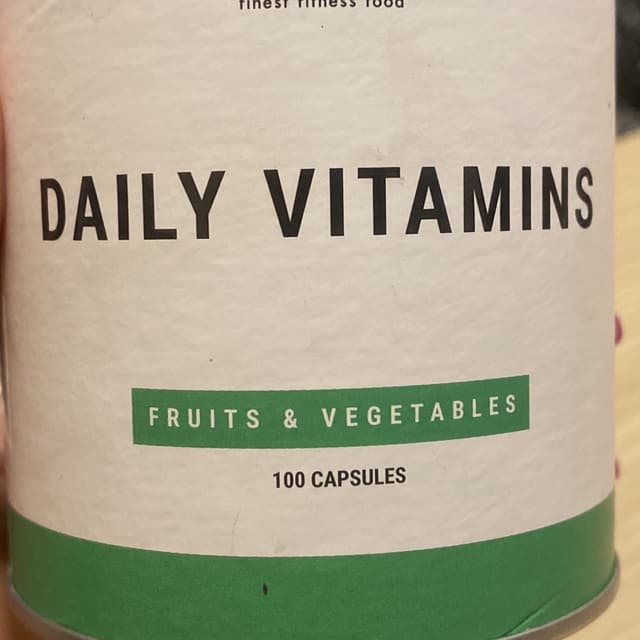 finest fitness food
DAILY VITAMINS
FRUITS & VEGETABLES
100 CAPSULES